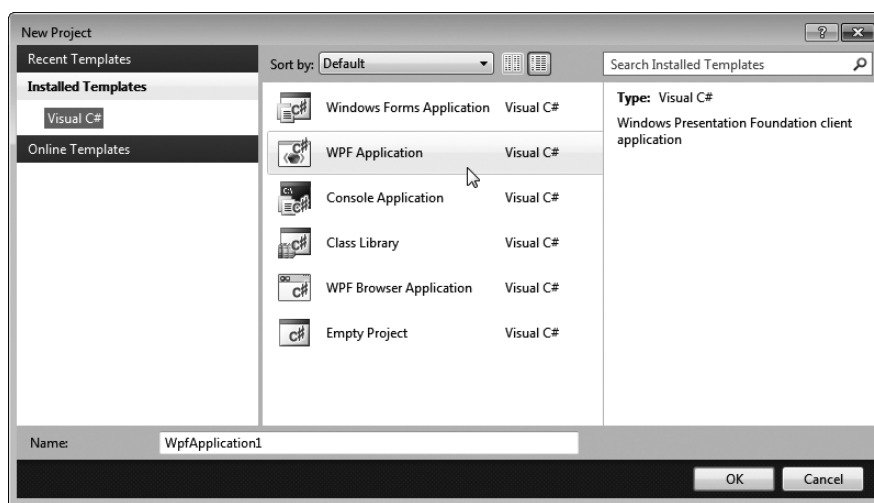 New Project
Recent Templates
Installed Templates
Visual C#
Online Templates
Sort by: Default
Windows Forms Application Visual C#
WPF Application Visual C#
Console Application Visual C#
Class Library Visual C#
WPF Browser Application Visual C#
Empty Project Visual C#
Search Installed Templates
Type: Visual C#
Windows Presentation Foundation client
application
Name: WpfApplication1
OK Cancel